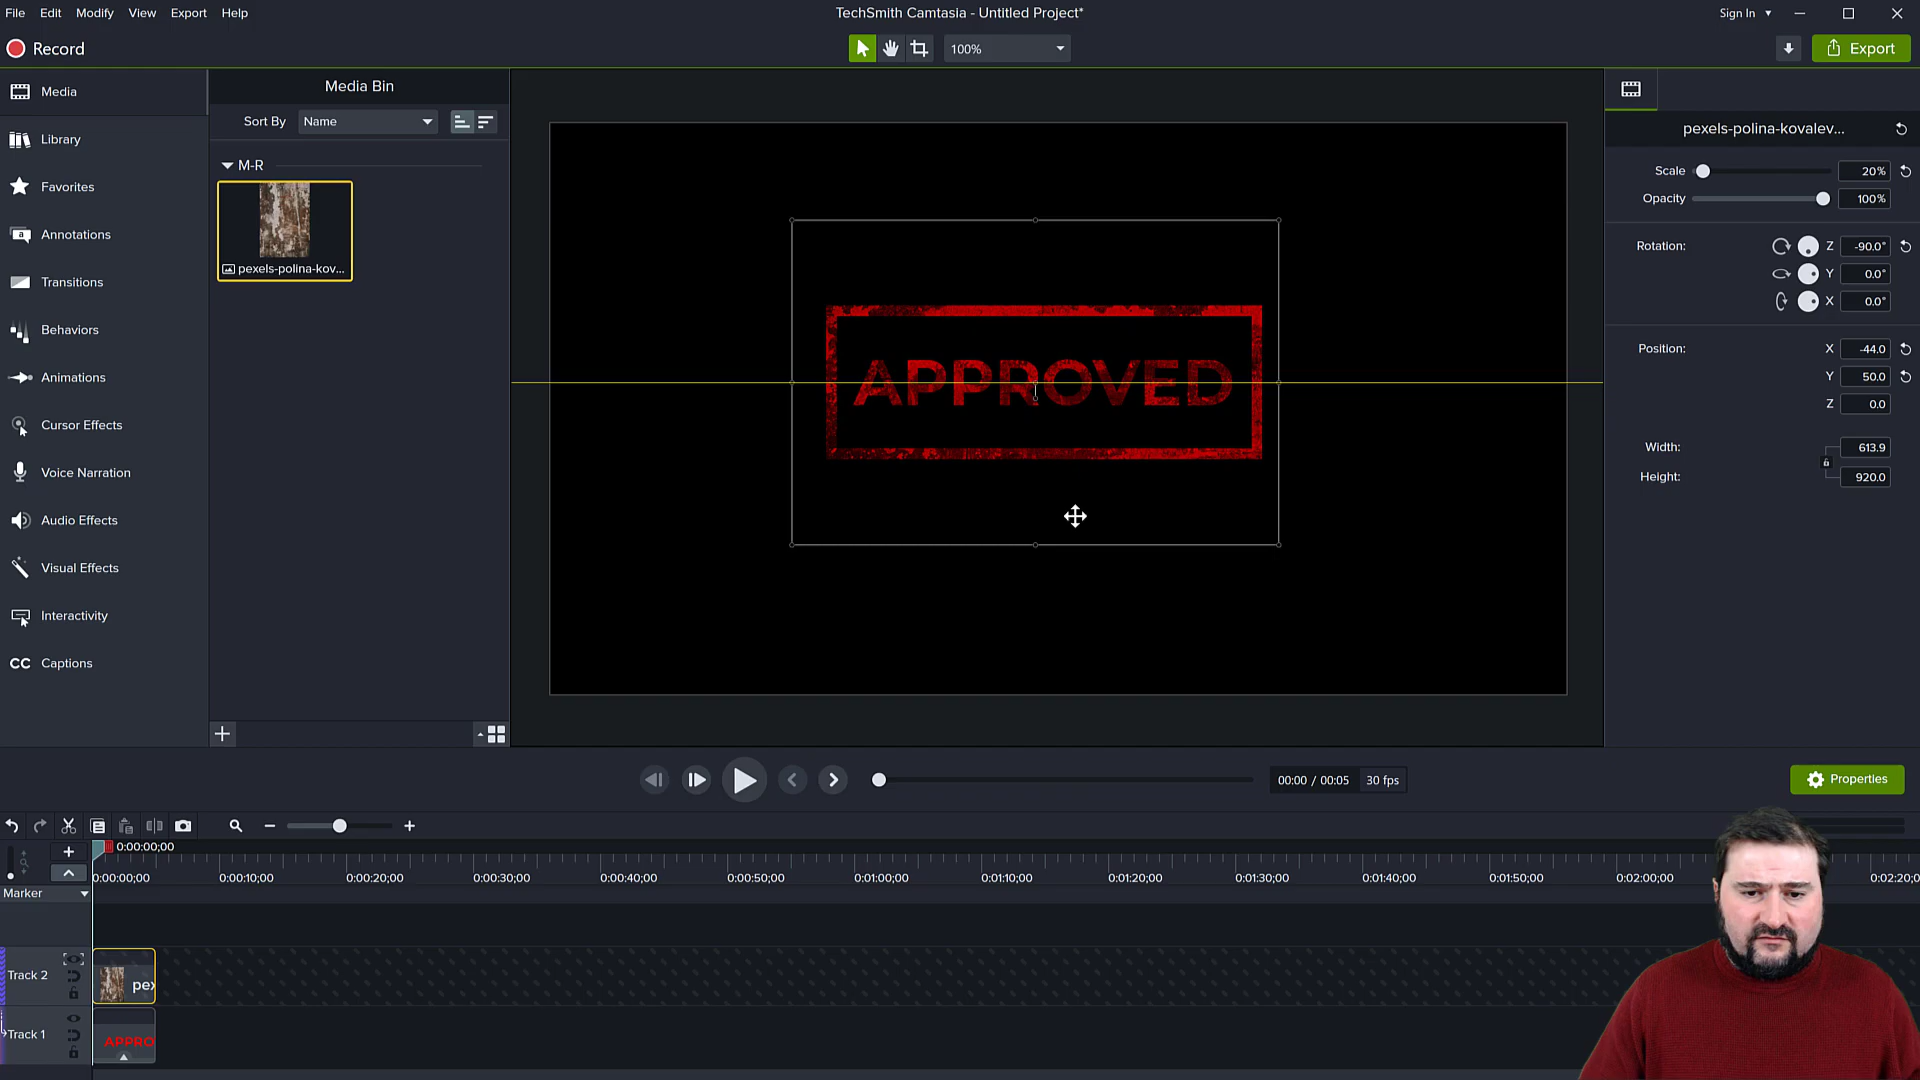 File Edit Modify View Export Help
TechSmith Camtasia - Untitled Project*
Sign In
Record
100%
Export
Media
Library
Favorites
Annotations
Transitions
Behaviors
Animations
Cursor Effects
Voice Narration
Audio Effects
Visual Effects
Interactivity
CC Captions
Media Bin
Sort By Name
M-R
pexels-polina-kov...
APPROVED
pexels-polina-kovalev...
Scale 20%
Opacity 100%
Rotation: Z -90.0°
Y 0.0°
X 0.0°
Position: X -44.0
Y 50.0
Z 0.0
Width: 613.9
Height: 920.0
00:00 / 00:05 30 fps
Properties
0:00:00;00
0:00:00;00 0:00:10;00 0:00:20;00 0:00:30;00 0:00:40;00 0:00:50;00 0:01:00;00 0:01:10;00 0:01:20;00 0:01:30;00 0:01:40;00 0:01:50;00 0:02:00;00 0:02:20;0
Marker
Track 2
pex
Track 1
APPRO